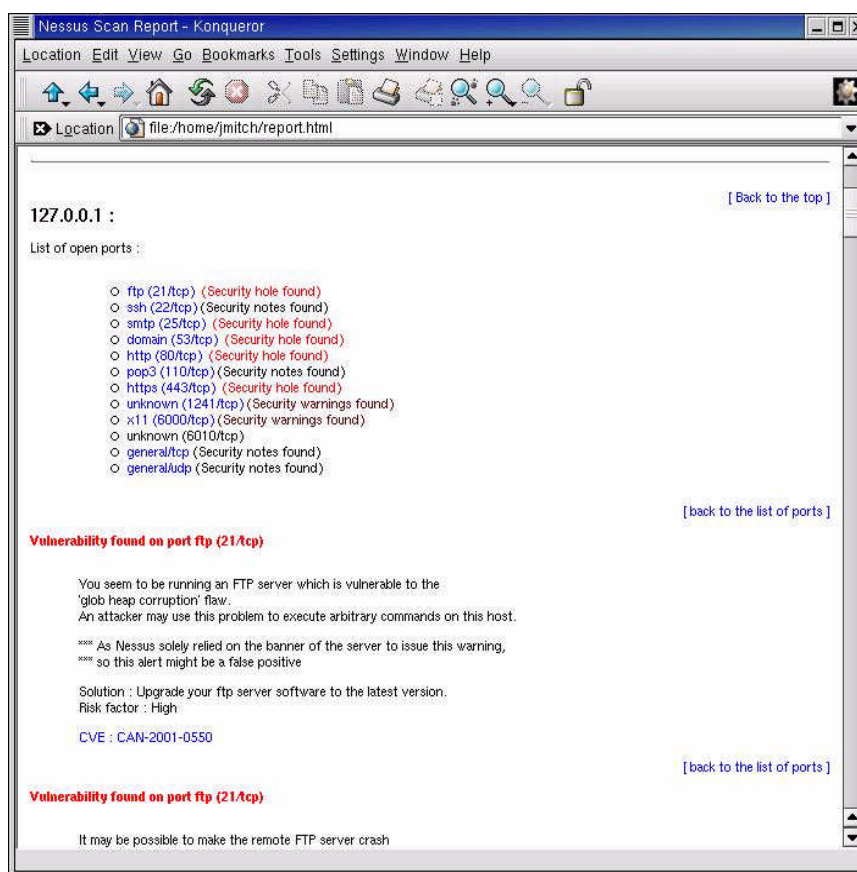 Nessus Scan Report - Konqueror
Location Edit View Go Bookmarks Tools Settings Window Help
Location file:/home/jmitch/report.html
[ Back to the top ]
127.0.0.1 :
List of open ports :
ftp (21/tcp) (Security hole found)
ssh (22/tcp) (Security notes found)
smtp (25/tcp) (Security hole found)
domain (53/tcp) (Security hole found)
http (80/tcp) (Security hole found)
pop3 (110/tcp) (Security notes found)
https (443/tcp) (Security hole found)
unknown (1241/tcp) (Security warnings found)
x11 (6000/tcp) (Security warnings found)
unknown (6010/tcp)
general/tcp (Security notes found)
general/udp (Security notes found)
[ back to the list of ports ]
Vulnerability found on port ftp (21/tcp)
You seem to be running an FTP server which is vulnerable to the
'glob heap corruption' flaw.
An attacker may use this problem to execute arbitrary commands on this host.
*** As Nessus solely relied on the banner of the server to issue this warning,
*** so this alert might be a false positive
Solution : Upgrade your ftp server software to the latest version.
Risk factor : High
CVE : CAN-2001-0550
[ back to the list of ports ]
Vulnerability found on port ftp (21/tcp)
It may be possible to make the remote FTP server crash